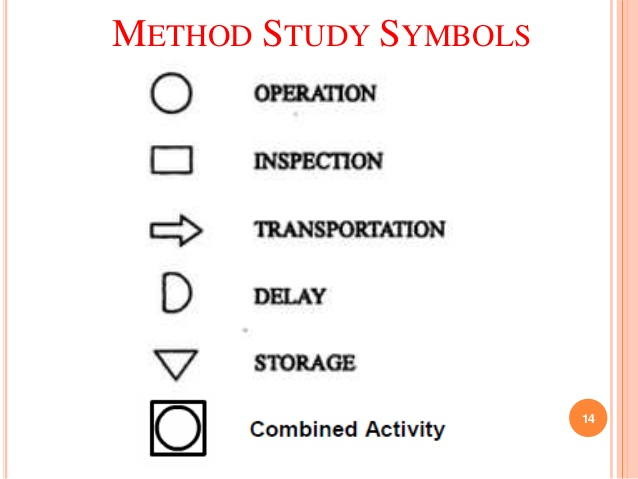 METHOD STUDY SYMBOLS
OPERATION
INSPECTION
TRANSPORTATION
DELAY
STORAGE
Combined Activity
14